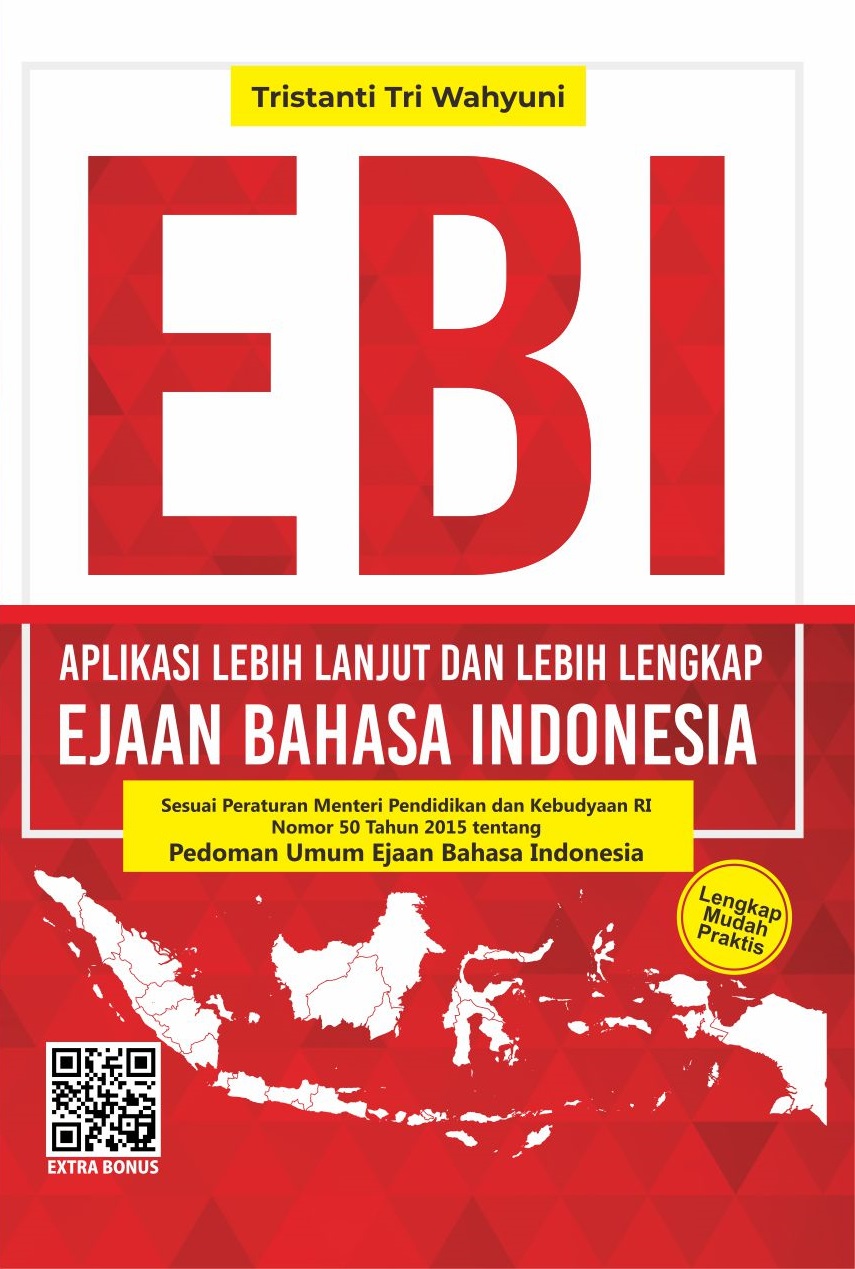 Tristanti Tri Wahyuni
EBI
APLIKASI LEBIH LANJUT DAN LEBIH LENGKAP
EJAAN BAHASA INDONESIA
Sesuai Peraturan Menteri Pendidikan dan Kebudyaan RI
Nomor 50 Tahun 2015 tentang
Pedoman Umum Ejaan Bahasa Indonesia
Lengkap
Mudah
Praktis
EXTRA BONUS